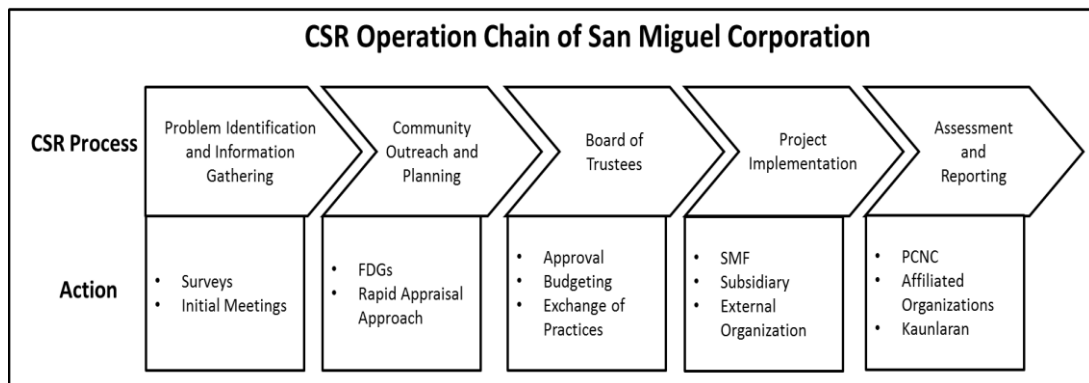 CSR Operation Chain of San Miguel Corporation
CSR Process
Problem Identification
and Information
Gathering
Community
Outreach and
Planning
Board of
Trustees
Project
Implementation
Assessment
and
Reporting
Action
• Surveys
• Initial Meetings
• FDGs
• Rapid Appraisal
Approach
• Approval
• Budgeting
• Exchange of
Practices
• SMF
• Subsidiary
• External
Organization
• PCNC
• Affiliated
Organizations
• Kaunlaran